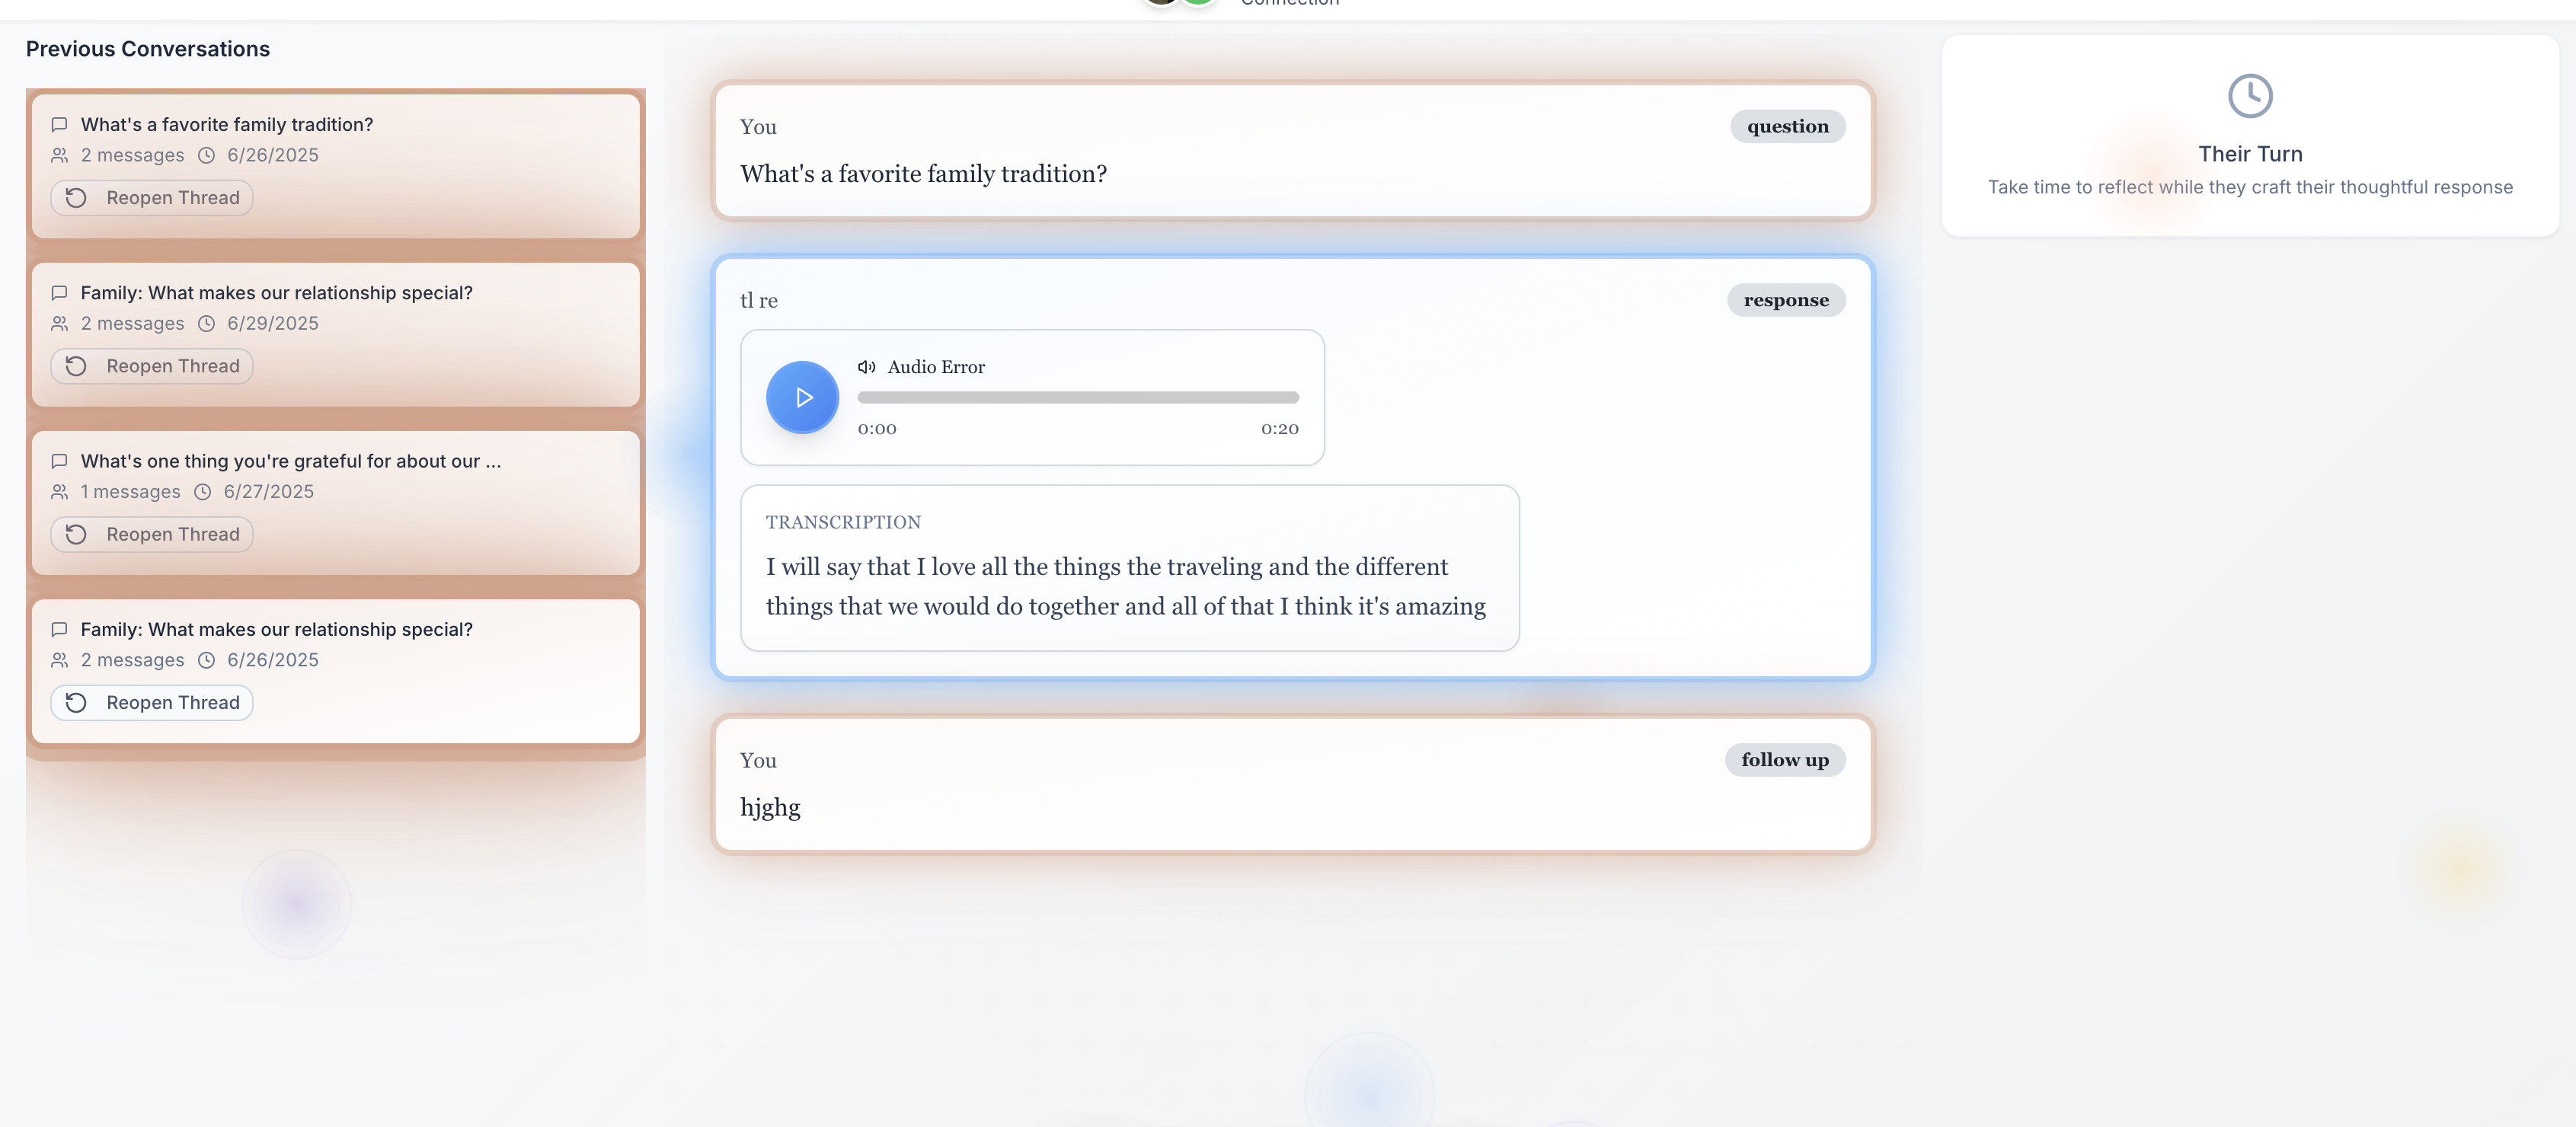 Connection
Previous Conversations
What's a favorite family tradition?
2 messages 6/26/2025
Reopen Thread
Family: What makes our relationship special?
2 messages 6/29/2025
Reopen Thread
What's one thing you're grateful for about our ...
1 messages 6/27/2025
Reopen Thread
Family: What makes our relationship special?
2 messages 6/26/2025
Reopen Thread
You question
What's a favorite family tradition?
tl re response
Audio Error
0:00 0:20
TRANSCRIPTION
I will say that I love all the things the traveling and the different
things that we would do together and all of that I think it's amazing
You follow up
hjghg
Their Turn
Take time to reflect while they craft their thoughtful response